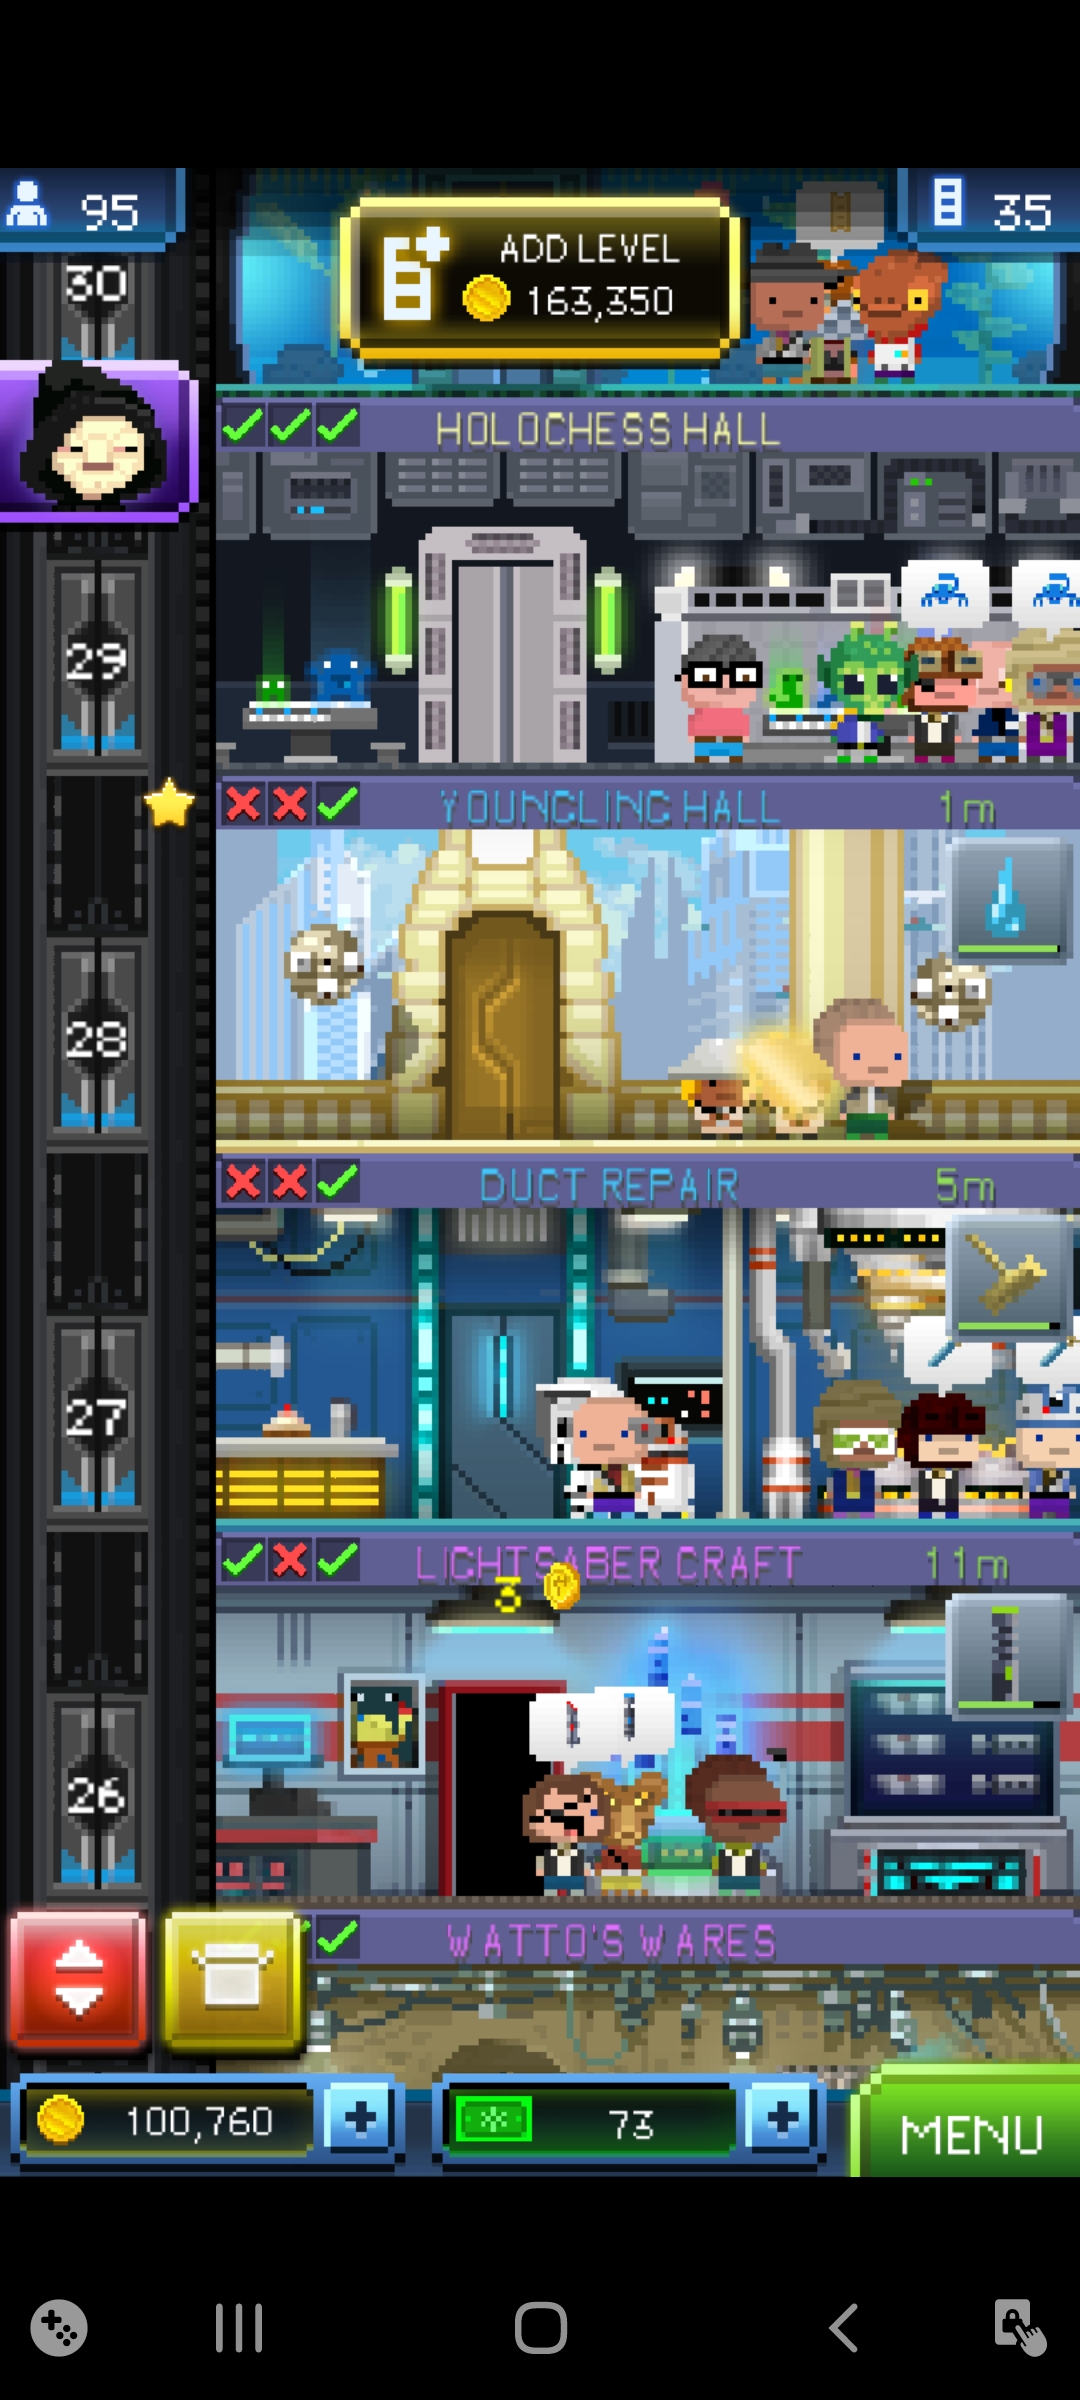 95
ADD LEVEL
163,350
35
30
HOLOCHESS HALL
29
YOUNGLING HALL 1m
28
DUCT REPAIR 5m
27
LIGHTSABER CRAFT 11m
3
26
WATTO'S WARES
100,760
73
MENU